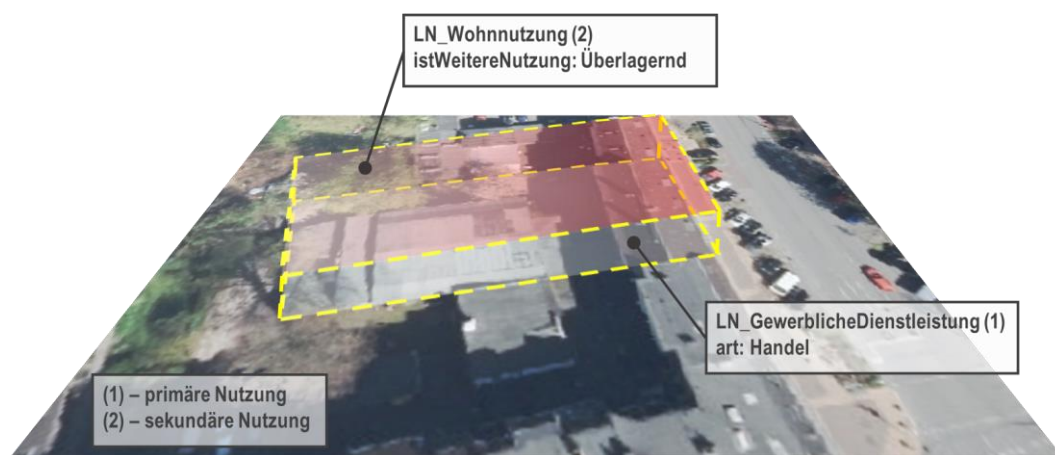 LN_Wohnnutzung (2)
istWeitereNutzung: Überlagernd
LN_GewerblicheDienstleistung (1)
art: Handel
(1) – primäre Nutzung
(2) – sekundäre Nutzung